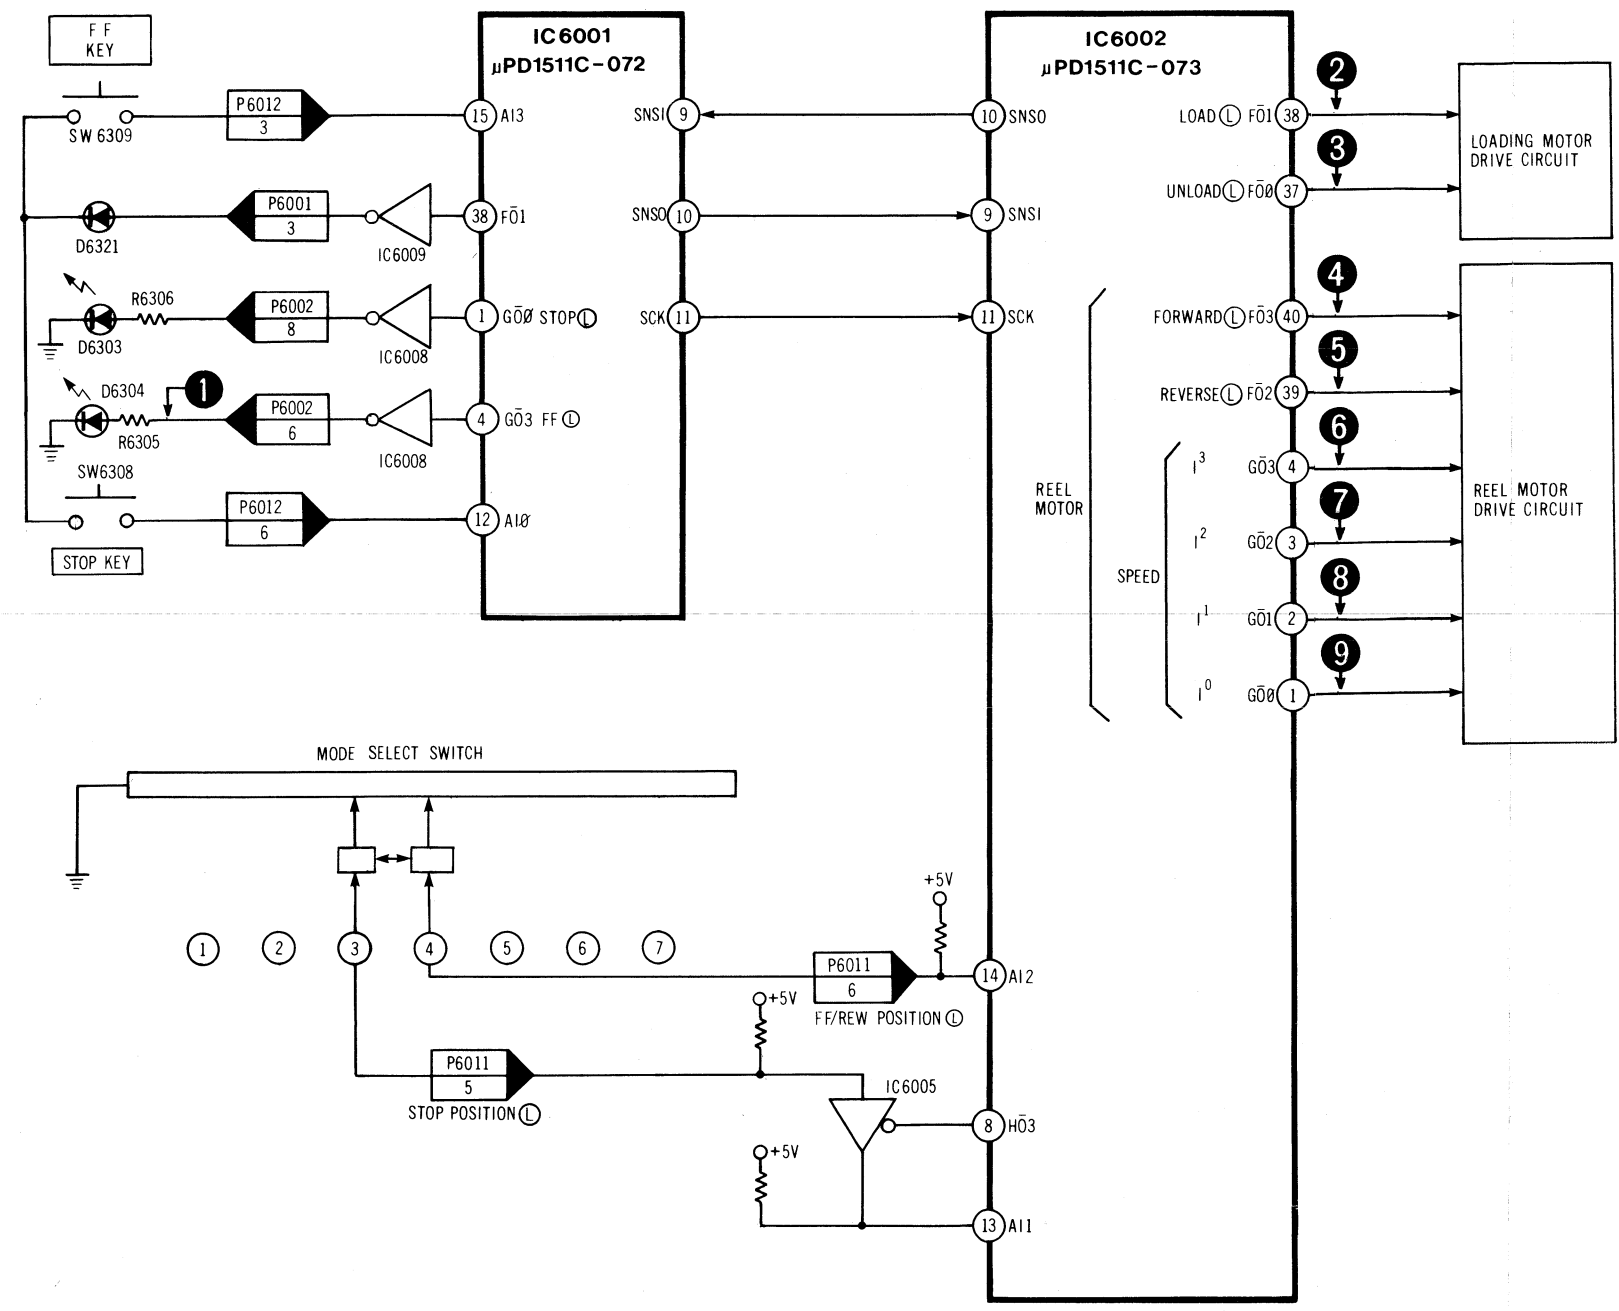 FF
KEY
SW 6309
P6012
3
D6321
P6001
3
IC6009
R6306
D6303
P6002
8
IC6008
D6304
1
R6305
P6002
6
IC6008
SW6308
STOP KEY
P6012
6
IC6001
μPD1511C-072
15 AI3
38 FŌ1
1 GŌ0̸ STOP Ⓛ
4 GŌ3 FF Ⓛ
12 AI0̸
SNSI 9
SNSO 10
SCK 11
IC6002
μPD1511C-073
10 SNSO
9 SNSI
11 SCK
LOAD Ⓛ FŌ1 38
UNLOAD Ⓛ FŌ0̸ 37
FORWARD Ⓛ FŌ3 40
REVERSE Ⓛ FŌ2 39
I³ GŌ3 4
I² GŌ2 3
I¹ GŌ1 2
I⁰ GŌ0̸ 1
REEL
MOTOR
SPEED
2
3
4
5
6
7
8
9
LOADING MOTOR
DRIVE CIRCUIT
REEL MOTOR
DRIVE CIRCUIT
MODE SELECT SWITCH
1 2 3 4 5 6 7
+5V
P6011
6
FF/REW POSITION Ⓛ
14 AI2
+5V
P6011
5
STOP POSITION Ⓛ
IC6005
8 HŌ3
+5V
13 AI1